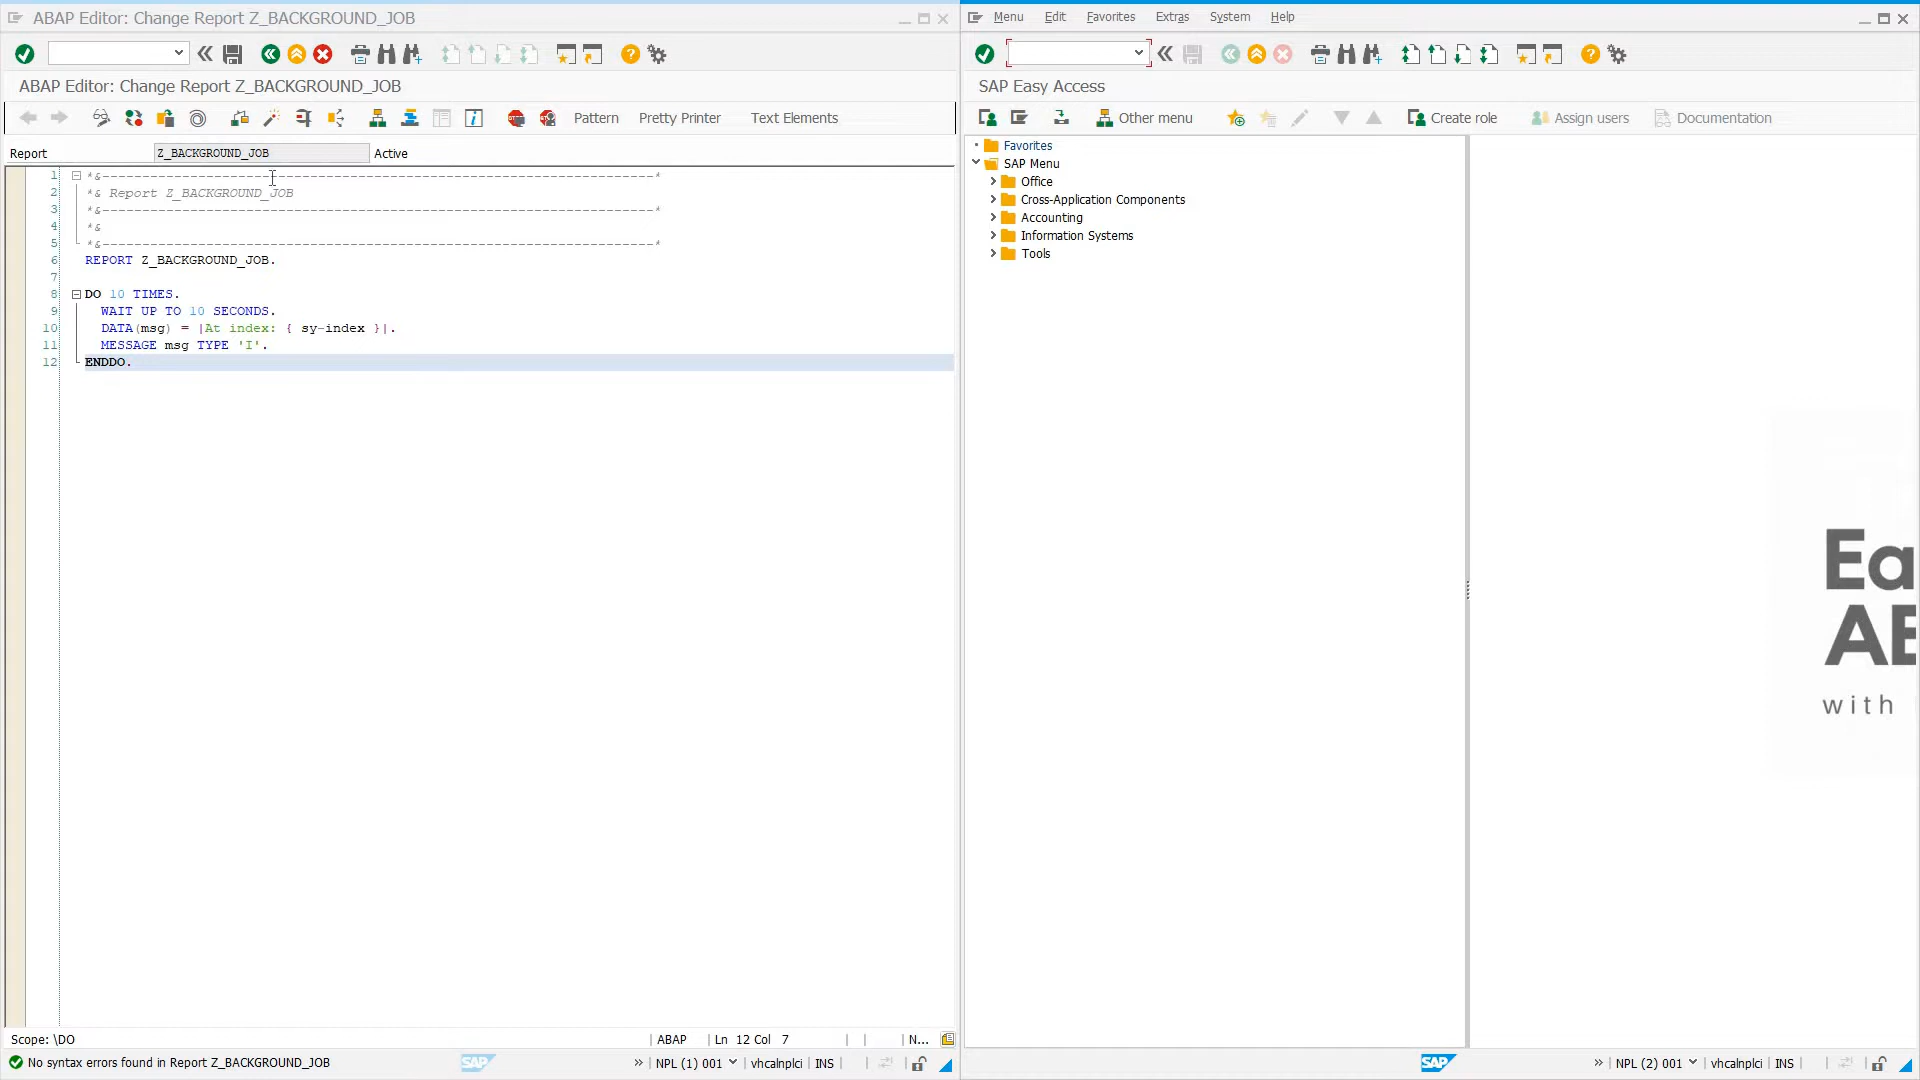 ABAP Editor: Change Report Z_BACKGROUND_JOB
ABAP Editor: Change Report Z_BACKGROUND_JOB
Pattern Pretty Printer Text Elements
Report Z_BACKGROUND_JOB Active
1 *&---------------------------------------------------------------------*
2 *& Report Z_BACKGROUND_JOB
3 *&---------------------------------------------------------------------*
4 *&
5 *&---------------------------------------------------------------------*
6 REPORT Z_BACKGROUND_JOB.
7
8 DO 10 TIMES.
9 WAIT UP TO 10 SECONDS.
10 DATA(msg) = |At index: { sy-index }|.
11 MESSAGE msg TYPE 'I'.
12 ENDDO.
Scope: \DO ABAP Ln 12 Col 7 N...
No syntax errors found in Report Z_BACKGROUND_JOB SAP » NPL (1) 001 vhcalnplci INS
Menu Edit Favorites Extras System Help
SAP Easy Access
Other menu Create role Assign users Documentation
Favorites
SAP Menu
Office
Cross-Application Components
Accounting
Information Systems
Tools
Ea
AB
with
SAP » NPL (2) 001 vhcalnplci INS